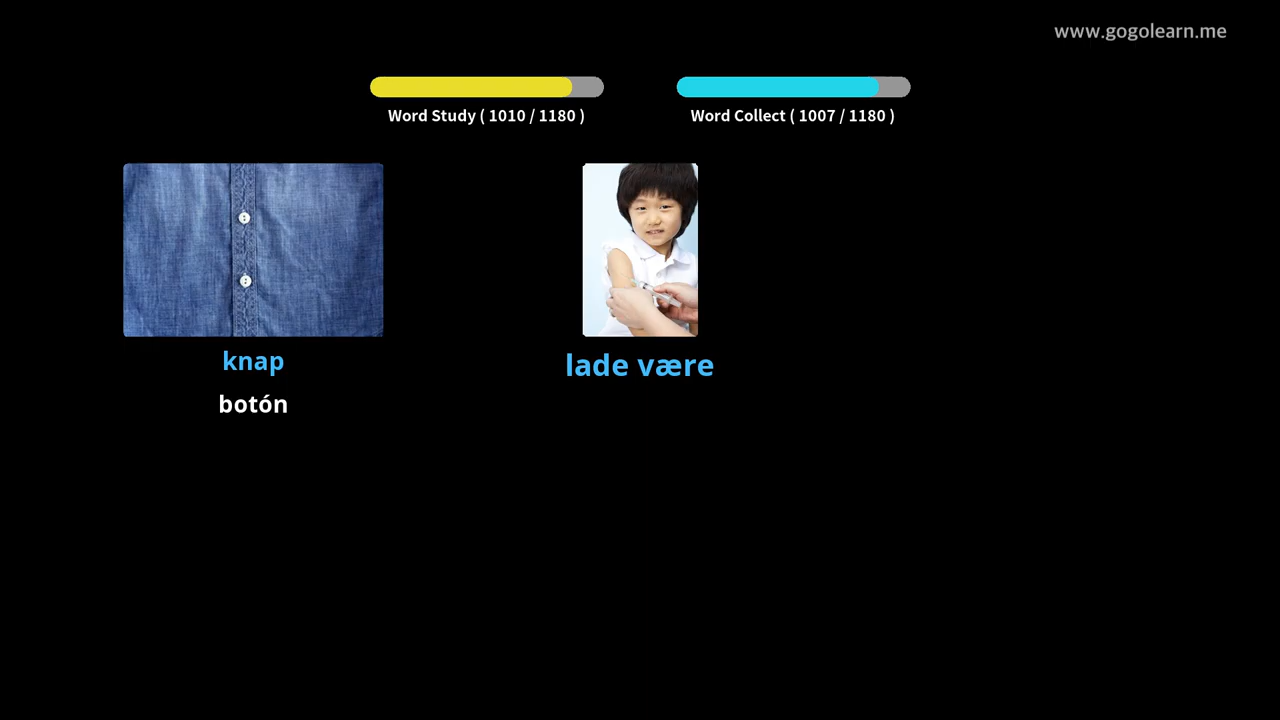 www.gogolearn.me
Word Study ( 1010 / 1180 )
Word Collect ( 1007 / 1180 )
knap
botón
lade være